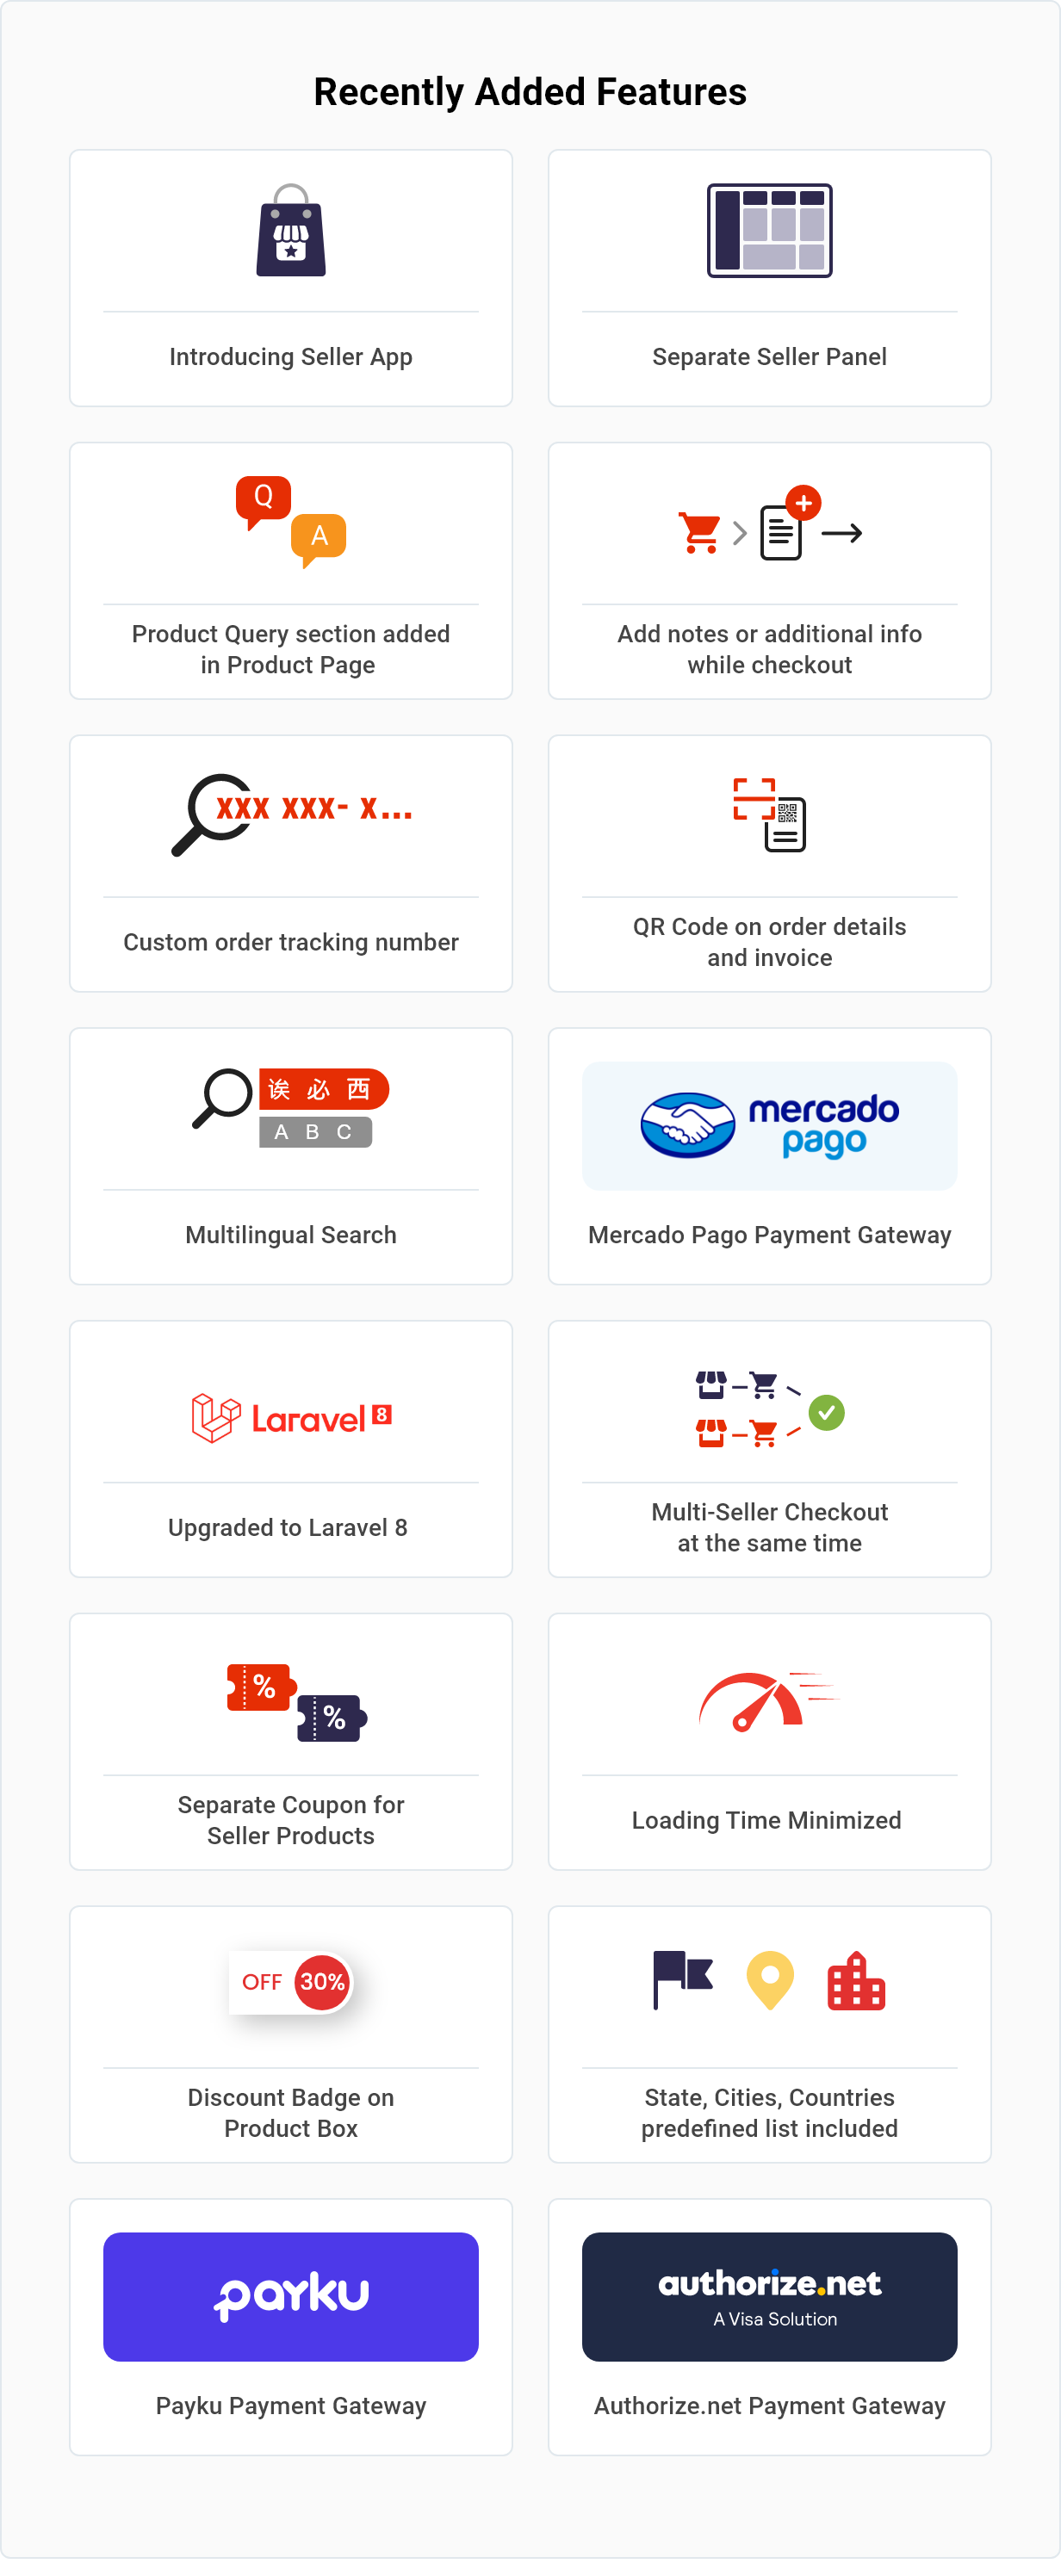 Recently Added Features
Introducing Seller App
Separate Seller Panel
Q
A
Product Query section added
in Product Page
Add notes or additional info
while checkout
xxx xxx- x...
Custom order tracking number
QR Code on order details
and invoice
诶 必 西
A B C
Multilingual Search
mercado
pago
Mercado Pago Payment Gateway
Laravel 8
Upgraded to Laravel 8
Multi-Seller Checkout
at the same time
%
%
Separate Coupon for
Seller Products
Loading Time Minimized
OFF 30%
Discount Badge on
Product Box
State, Cities, Countries
predefined list included
payku
Payku Payment Gateway
authorize.net
A Visa Solution
Authorize.net Payment Gateway